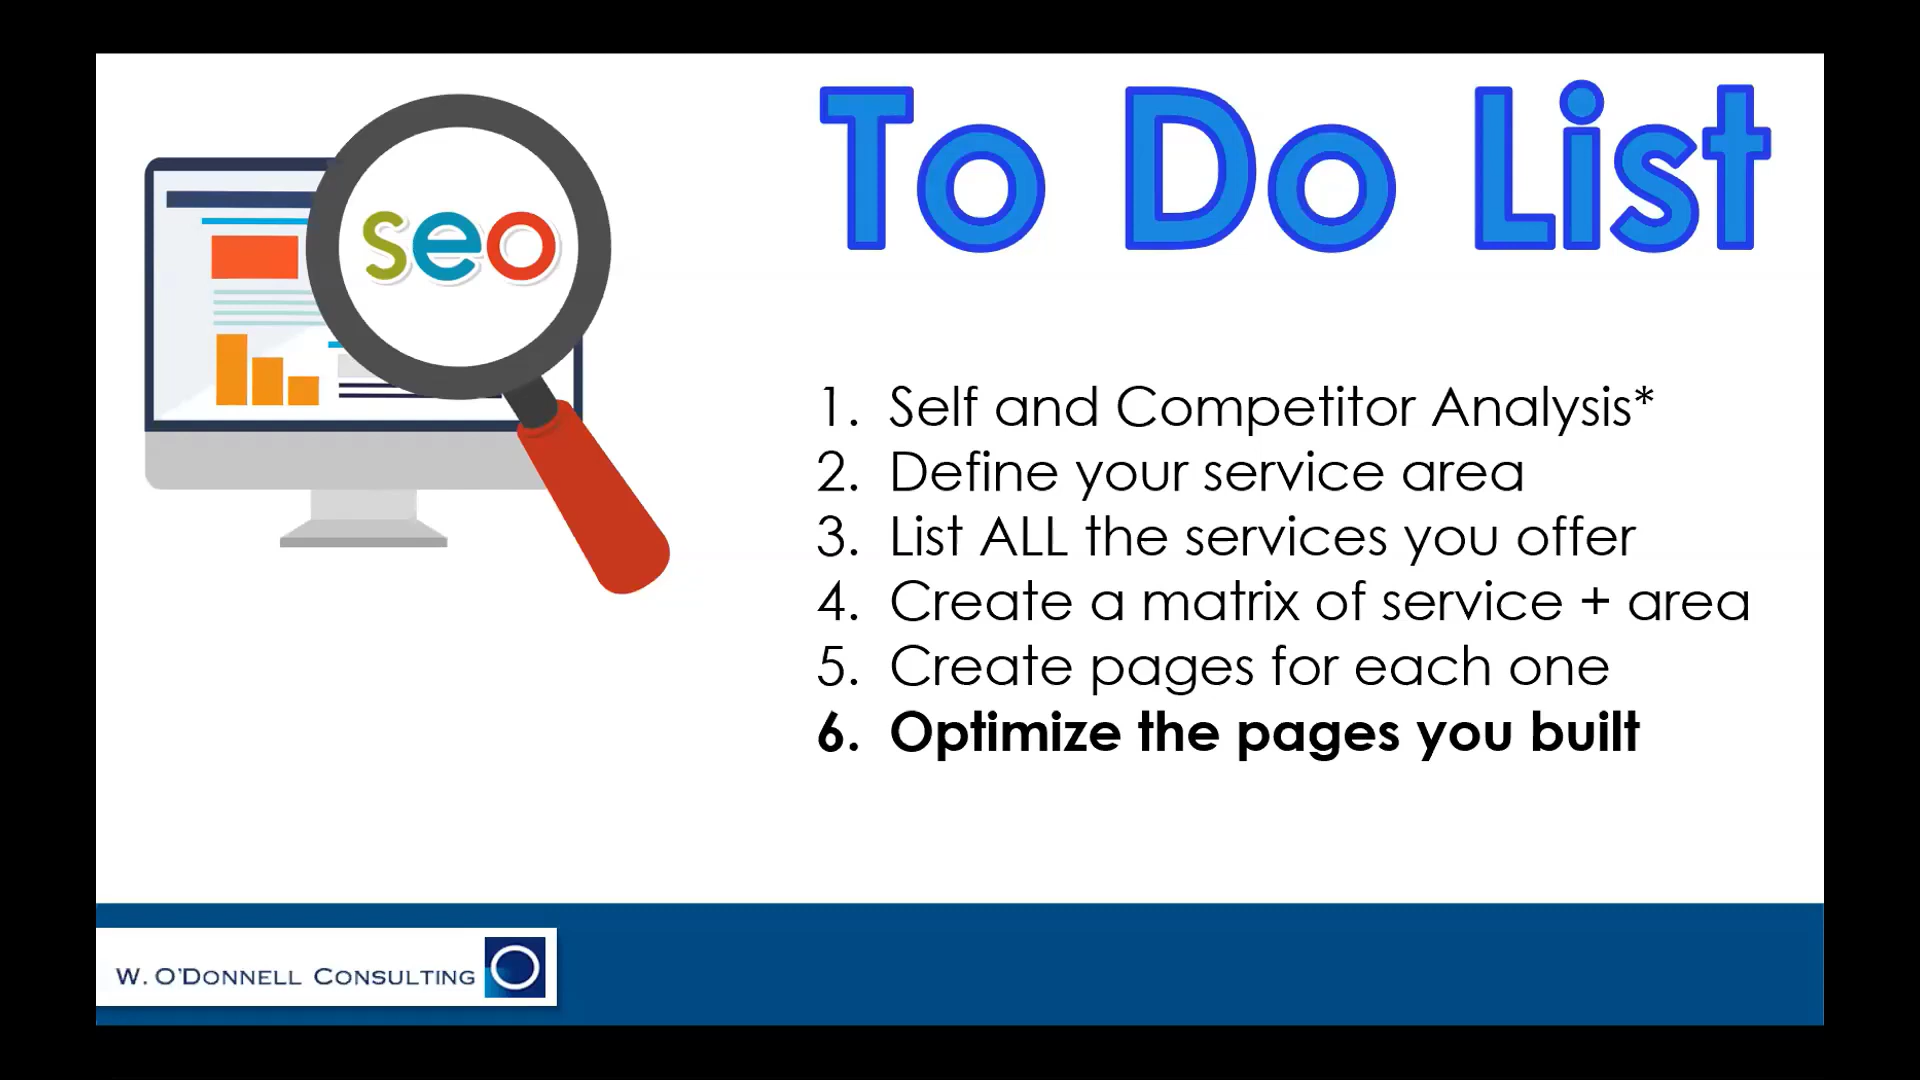 To Do List
seo
1. Self and Competitor Analysis*
2. Define your service area
3. List ALL the services you offer
4. Create a matrix of service + area
5. Create pages for each one
6. Optimize the pages you built
W. O'DONNELL CONSULTING